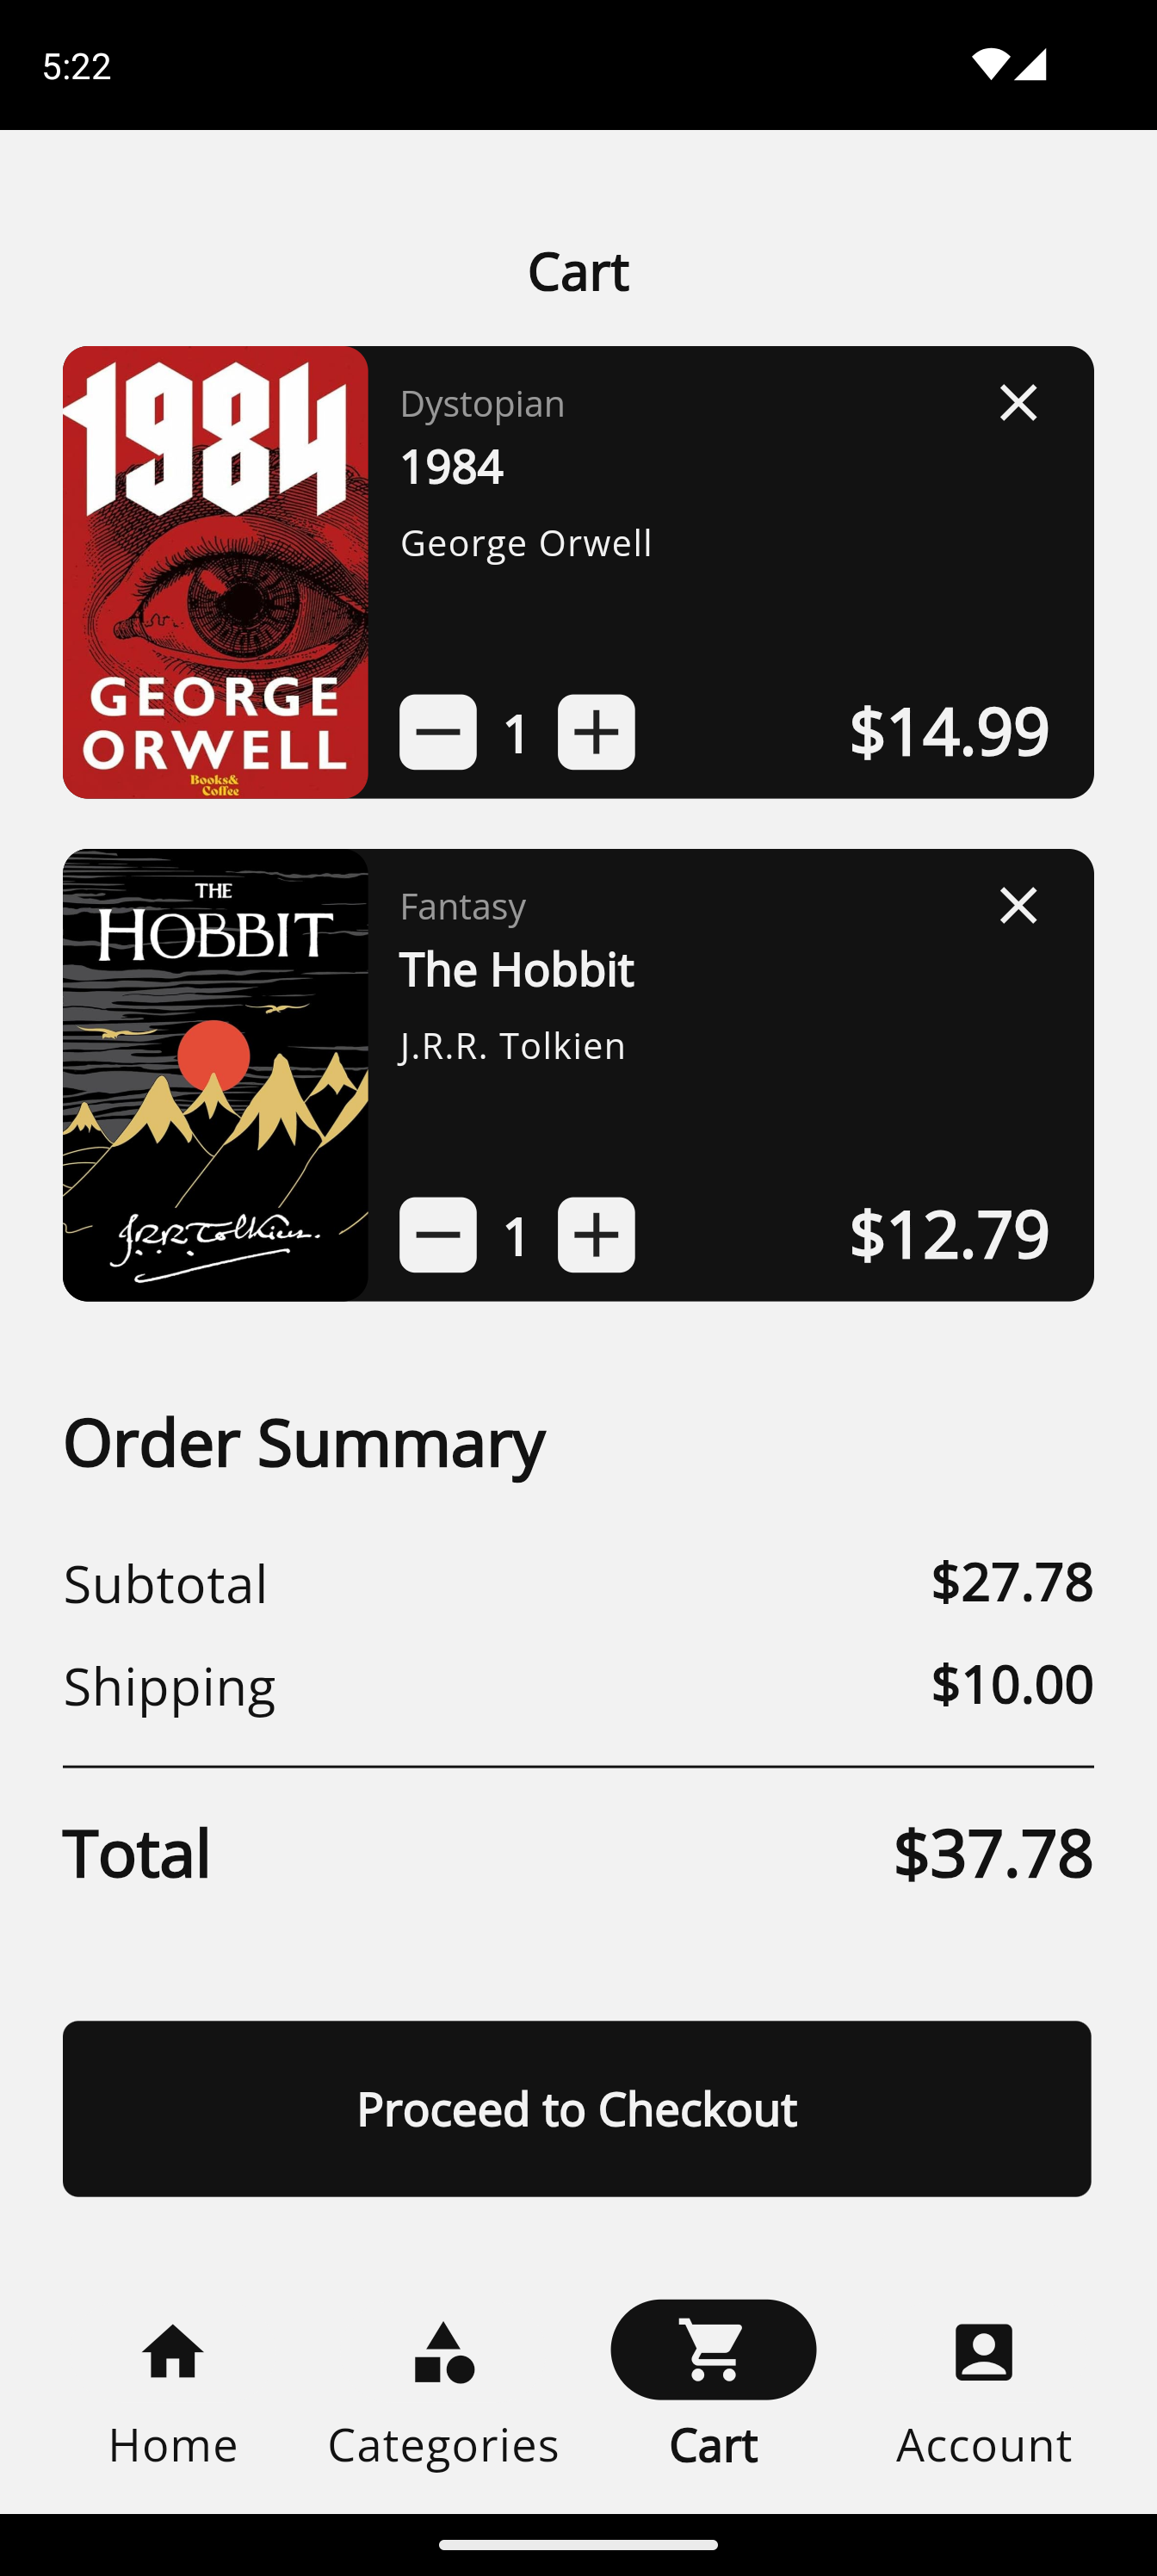 5:22
Cart
1984
GEORGE
ORWELL
Books&
Coffee
Dystopian
1984
George Orwell
1
$14.99
THE
HOBBIT
J.R.R. Tolkien.
Fantasy
The Hobbit
J.R.R. Tolkien
1
$12.79
Order Summary
Subtotal $27.78
Shipping $10.00
Total $37.78
Proceed to Checkout
Home Categories Cart Account